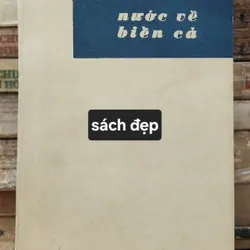 nước về
biển cả
sách đẹp